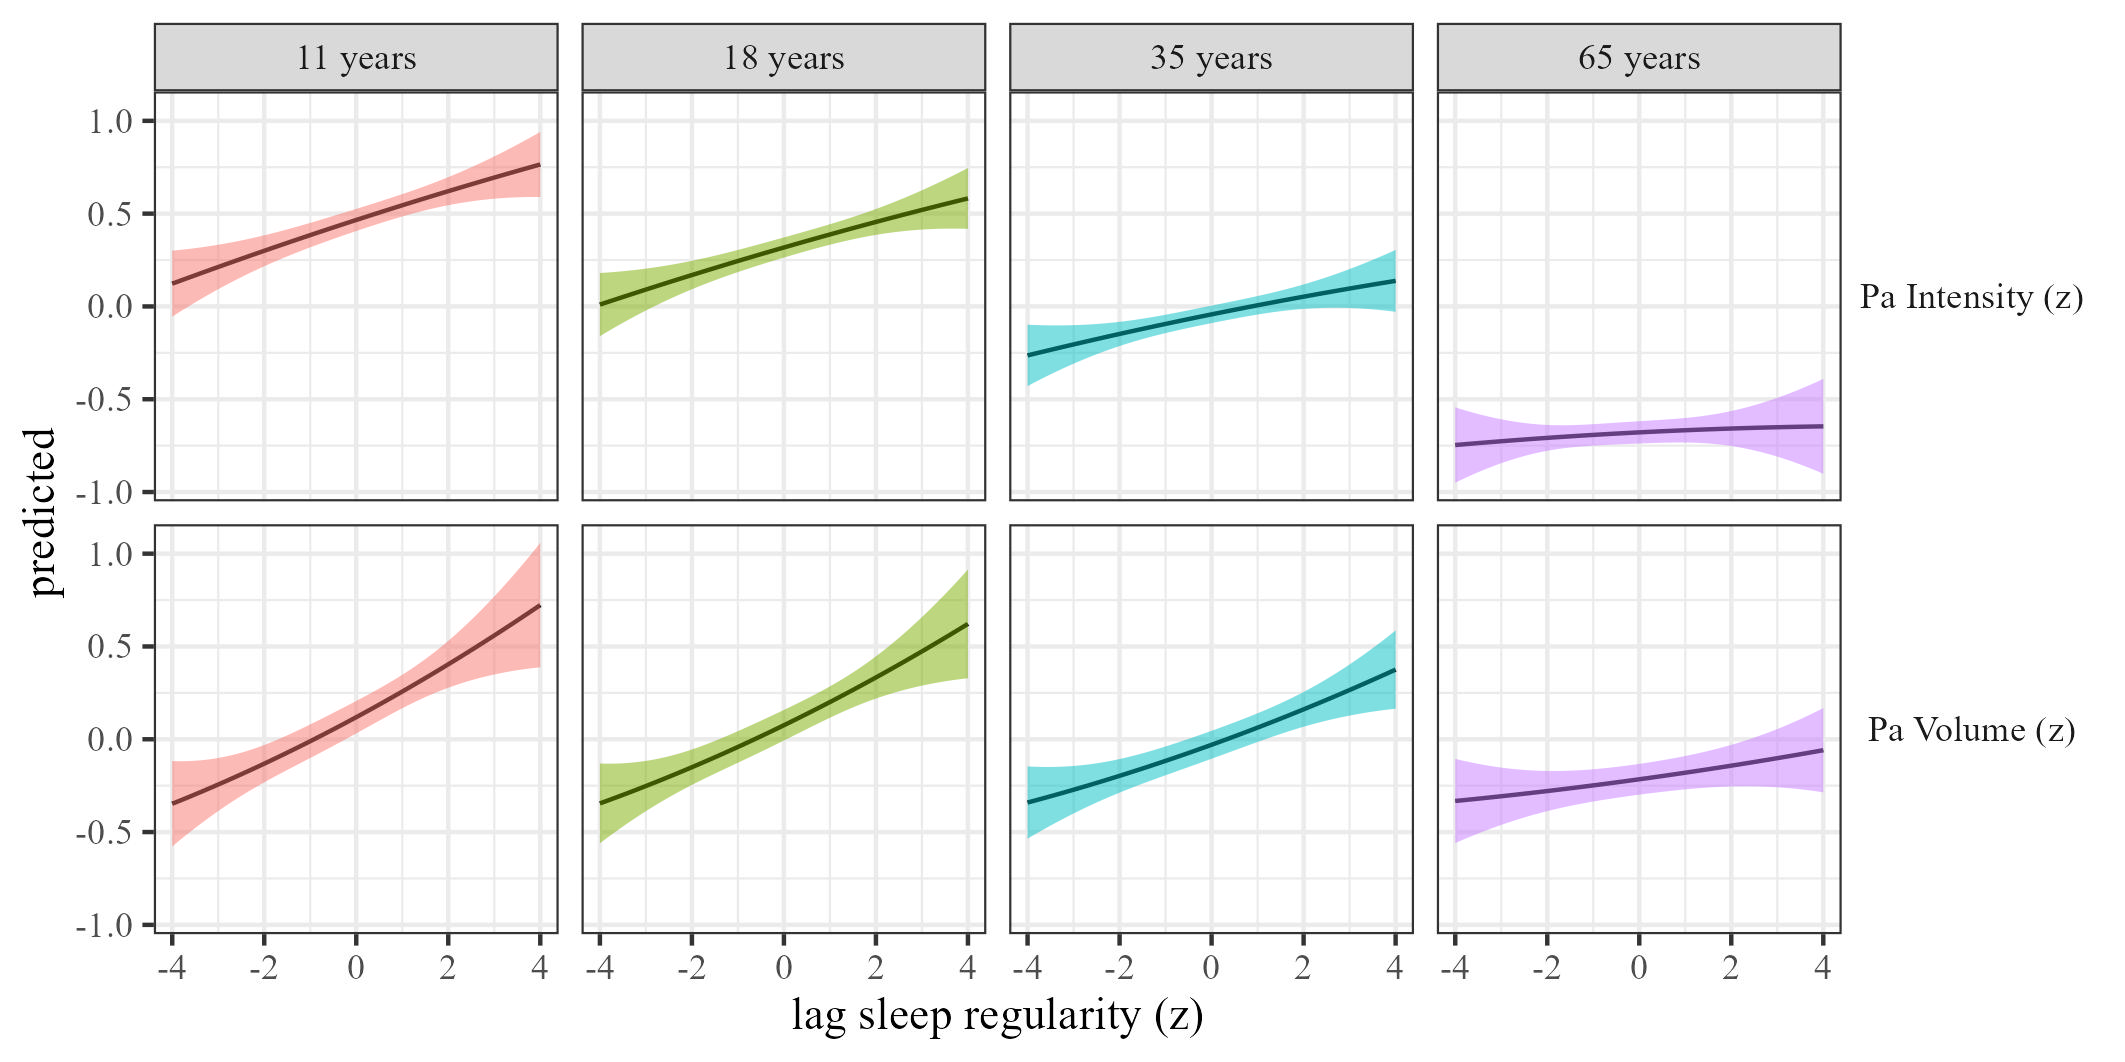 11 years 18 years 35 years 65 years
1.0
0.5
0.0
-0.5
-1.0
Pa Intensity (z)
predicted
1.0
0.5
0.0
-0.5
-1.0
Pa Volume (z)
-4 -2 0 2 4 -4 -2 0 2 4 -4 -2 0 2 4 -4 -2 0 2 4
lag sleep regularity (z)